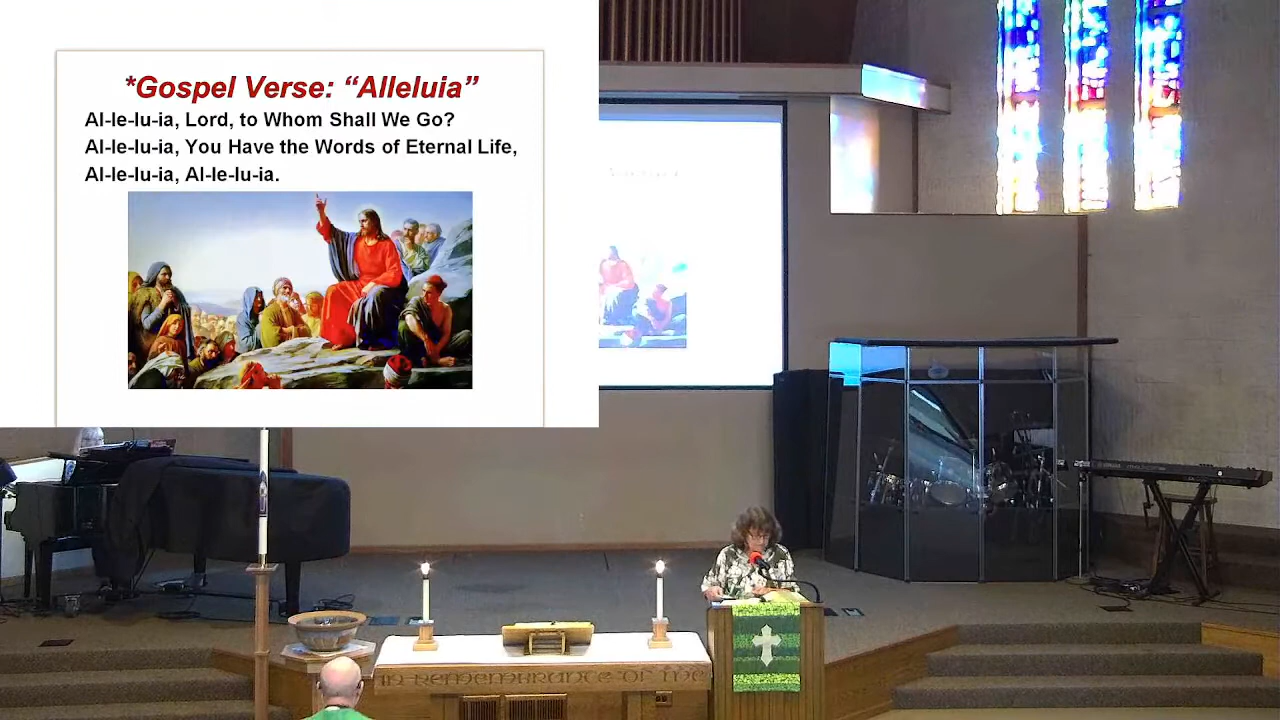 *Gospel Verse: “Alleluia”
Al-le-lu-ia, Lord, to Whom Shall We Go?
Al-le-lu-ia, You Have the Words of Eternal Life,
Al-le-lu-ia, Al-le-lu-ia.
IN REMEMBRANCE OF ME